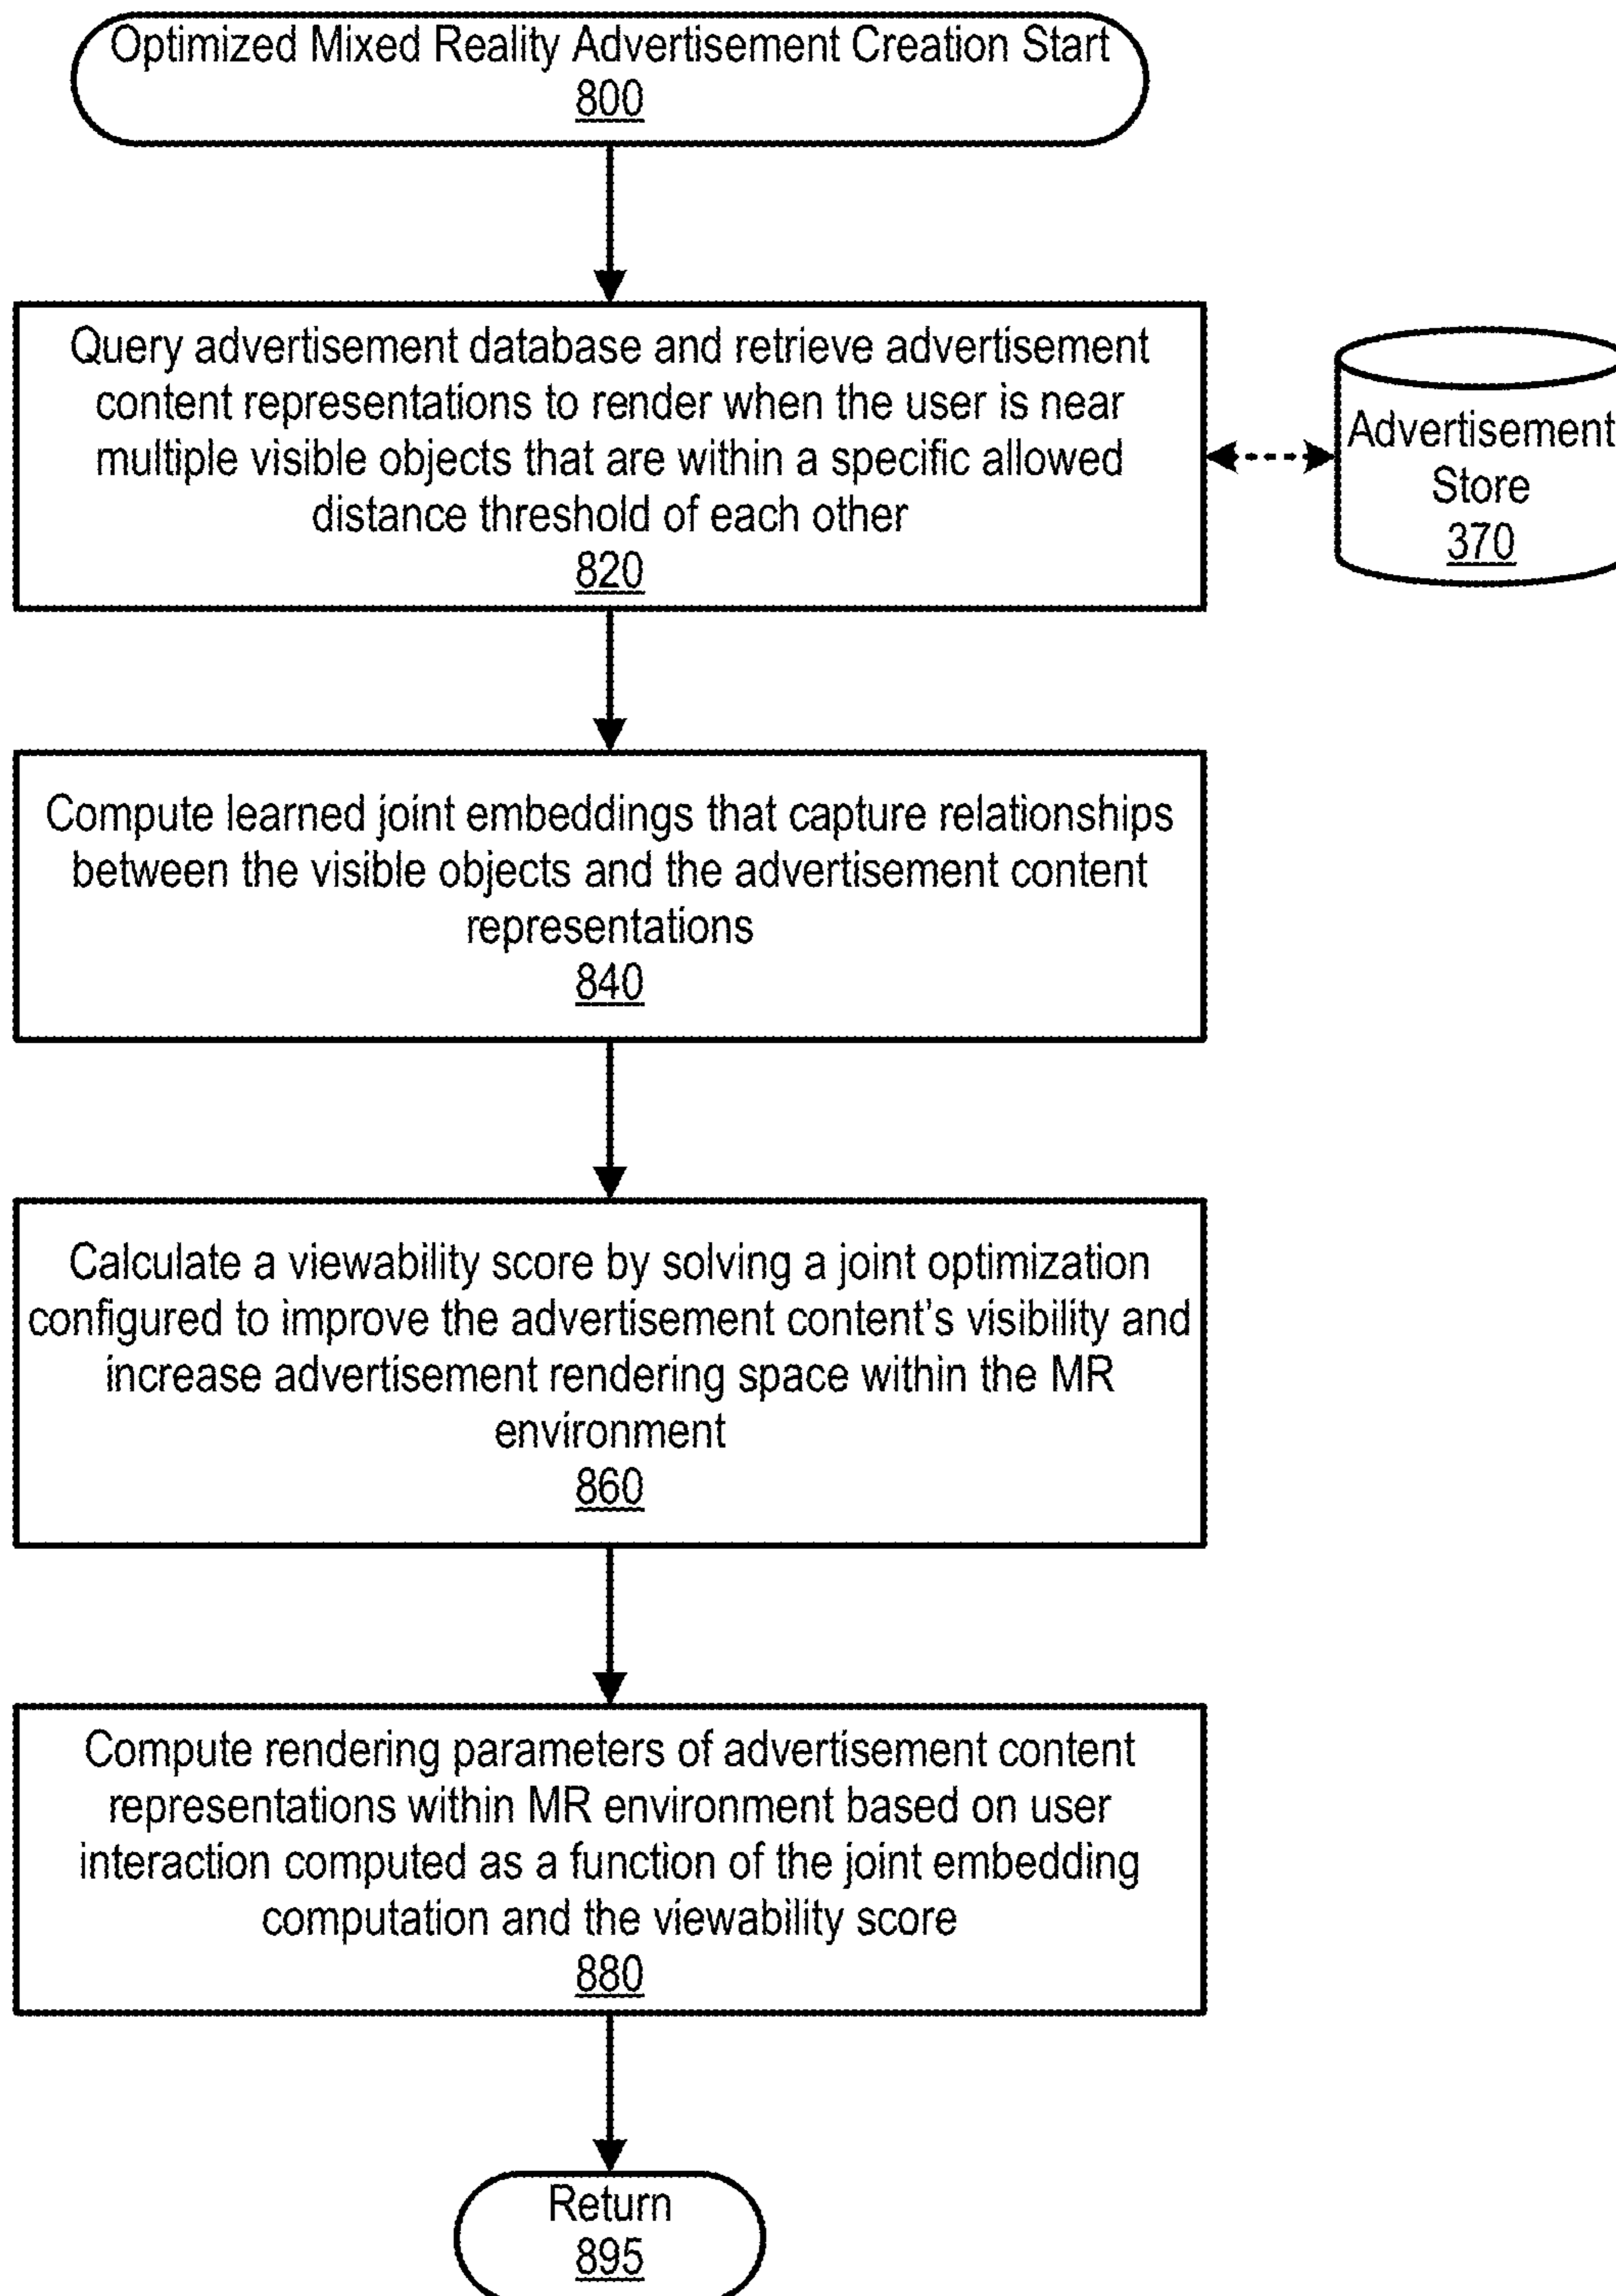 Optimized Mixed Reality Advertisement Creation Start
800
Query advertisement database and retrieve advertisement
content representations to render when the user is near
multiple visible objects that are within a specific allowed
distance threshold of each other
820
Advertisement
Store
370
Compute learned joint embeddings that capture relationships
between the visible objects and the advertisement content
representations
840
Calculate a viewability score by solving a joint optimization
configured to improve the advertisement content's visibility and
increase advertisement rendering space within the MR
environment
860
Compute rendering parameters of advertisement content
representations within MR environment based on user
interaction computed as a function of the joint embedding
computation and the viewability score
880
Return
895